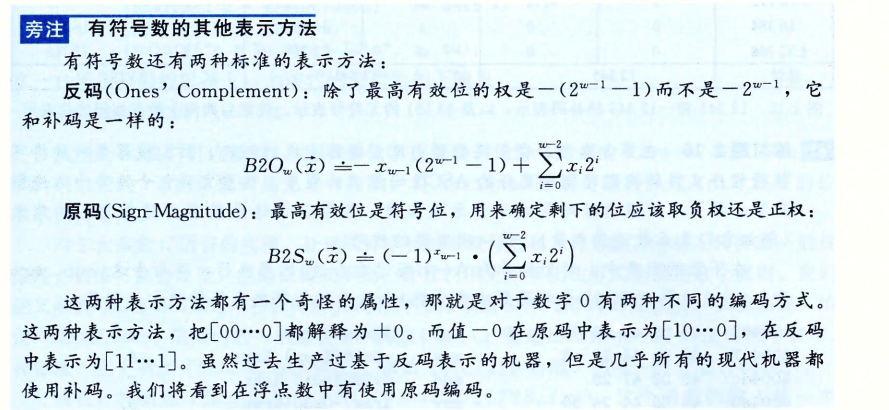 旁注 有符号数的其他表示方法
有符号数还有两种标准的表示方法：
反码(Ones' Complement)：除了最高有效位的权是－(2ʷ⁻¹－1)而不是－2ʷ⁻¹，它
和补码是一样的：
B2O_w(x⃗) ≐ －x_{w-1}(2^{w-1}－1) + \sum_{i=0}^{w-2} x_i 2^i
原码(Sign-Magnitude)：最高有效位是符号位，用来确定剩下的位应该取负权还是正权：
B2S_w(x⃗) ≐ (－1)^{x_{w-1}} · (\sum_{i=0}^{w-2} x_i 2^i)
这两种表示方法都有一个奇怪的属性，那就是对于数字 0 有两种不同的编码方式。
这两种表示方法，把[00⋯0]都解释为＋0。而值－0 在原码中表示为[10⋯0]，在反码
中表示为[11⋯1]。虽然过去生产过基于反码表示的机器，但是几乎所有的现代机器都
使用补码。我们将看到在浮点数中有使用原码编码。